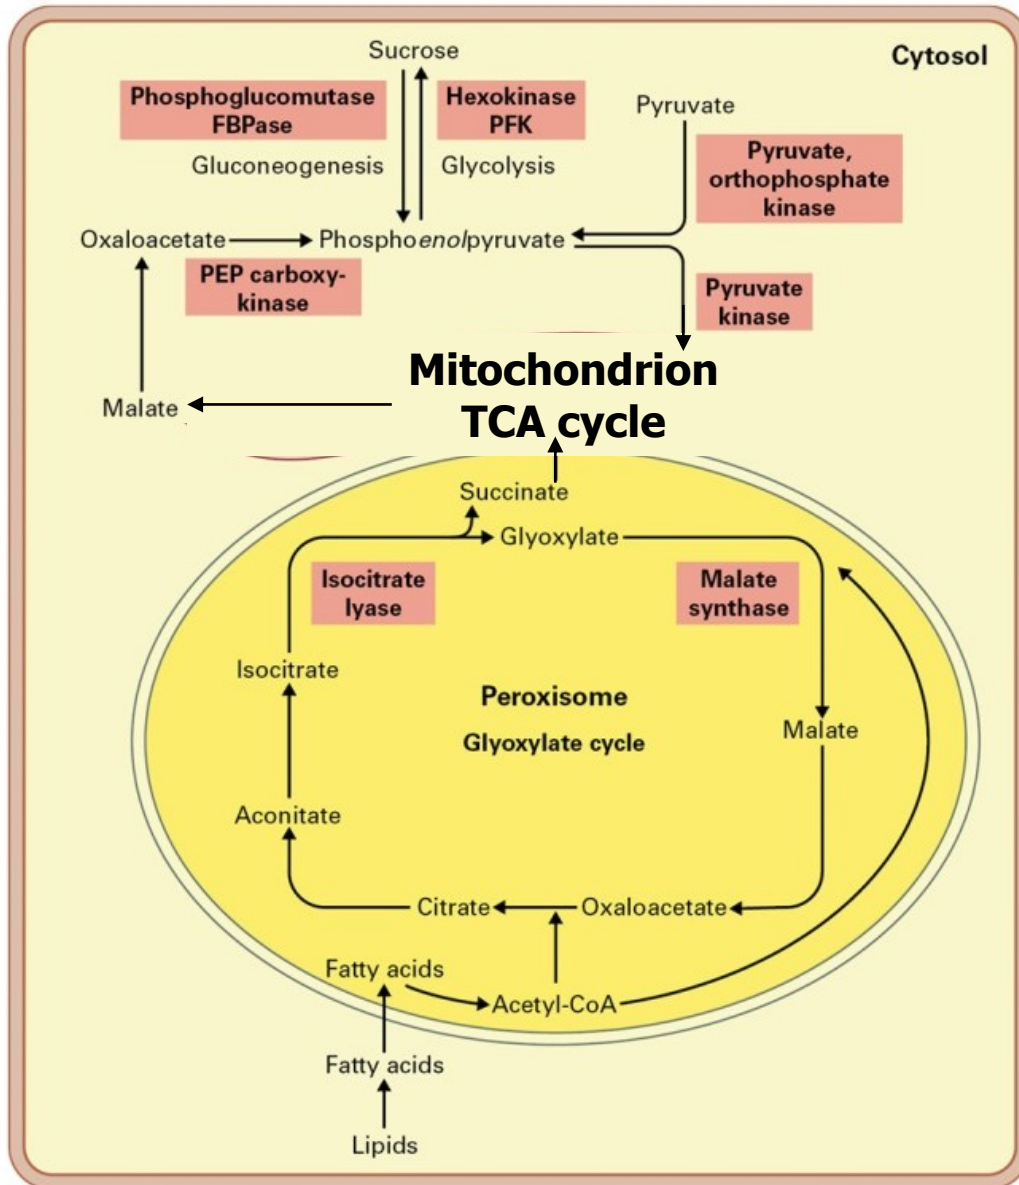 Cytosol
Sucrose
Phosphoglucomutase
FBPase
Hexokinase
PFK
Pyruvate
Gluconeogenesis
Glycolysis
Pyruvate,
orthophosphate
kinase
Oxaloacetate
Phosphoenolpyruvate
PEP carboxy-
kinase
Pyruvate
kinase
Mitochondrion
TCA cycle
Malate
Succinate
Glyoxylate
Isocitrate
lyase
Malate
synthase
Isocitrate
Peroxisome
Glyoxylate cycle
Malate
Aconitate
Citrate
Oxaloacetate
Fatty acids
Acetyl-CoA
Fatty acids
Lipids